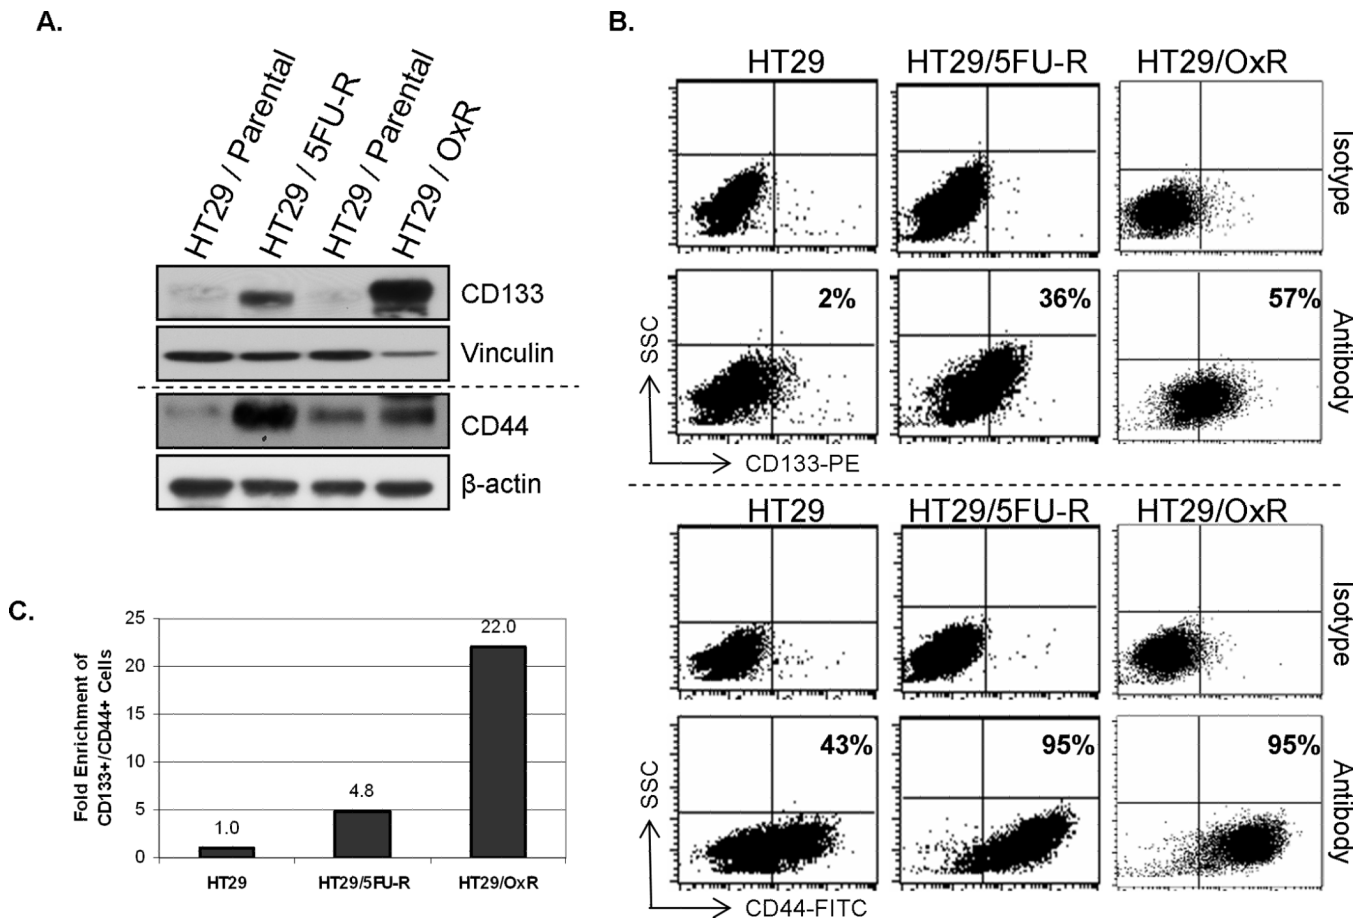 A.
HT29 / Parental
HT29 / 5FU-R
HT29 / Parental
HT29 / OxR
CD133
Vinculin
CD44
β-actin
B.
HT29
HT29/5FU-R
HT29/OxR
Isotype
2%
36%
57%
Antibody
SSC
CD133-PE
HT29
HT29/5FU-R
HT29/OxR
Isotype
43%
95%
95%
Antibody
SSC
CD44-FITC
C.
Fold Enrichment of
CD133+/CD44+ Cells
25
20
15
10
5
0
1.0
4.8
22.0
HT29
HT29/5FU-R
HT29/OxR